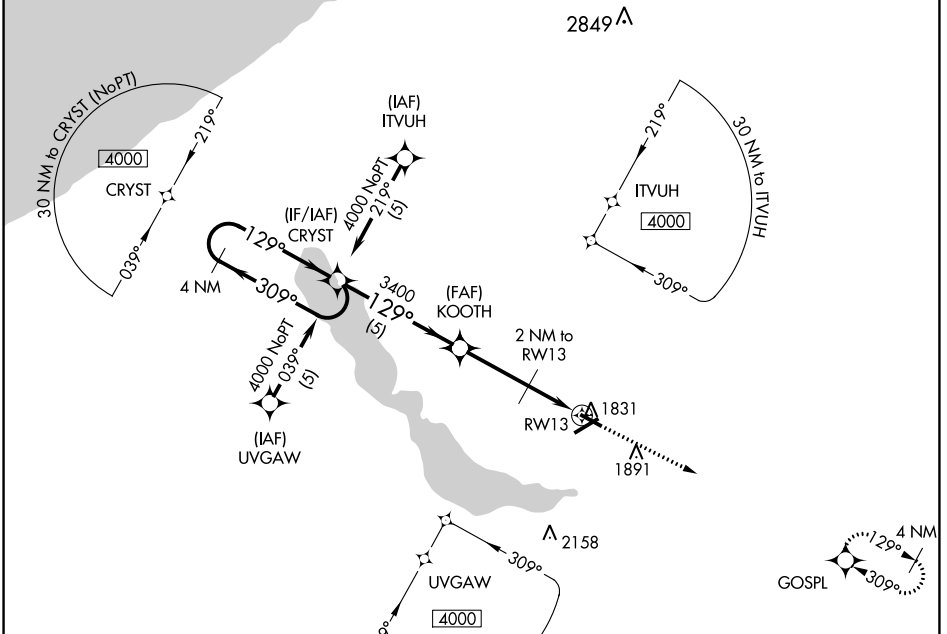 2849
30 NM to CRYST (NoPT)
219°
4000
CRYST
039°
(IAF)
ITVUH
4000 NoPT
219°
(5)
219°
30 NM to ITVUH
ITVUH
4000
309°
(IF/IAF)
CRYST
129°
4 NM
309°
3400
129°
(5)
(FAF)
KOOTH
2 NM to
RW13
4000 NoPT
039°
(5)
(IAF)
UVGAW
RW13
1831
1891
2158
309°
UVGAW
4000
4 NM
129°
309°
GOSPL